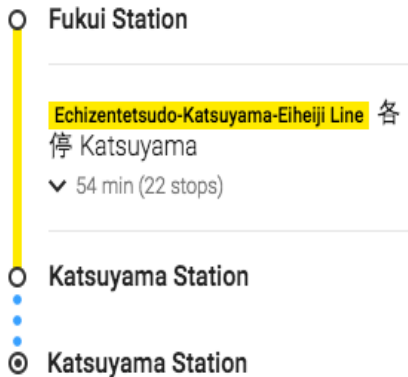 Fukui Station
Echizentetsudo-Katsuyama-Eiheiji Line 各
停 Katsuyama
54 min (22 stops)
Katsuyama Station
Katsuyama Station